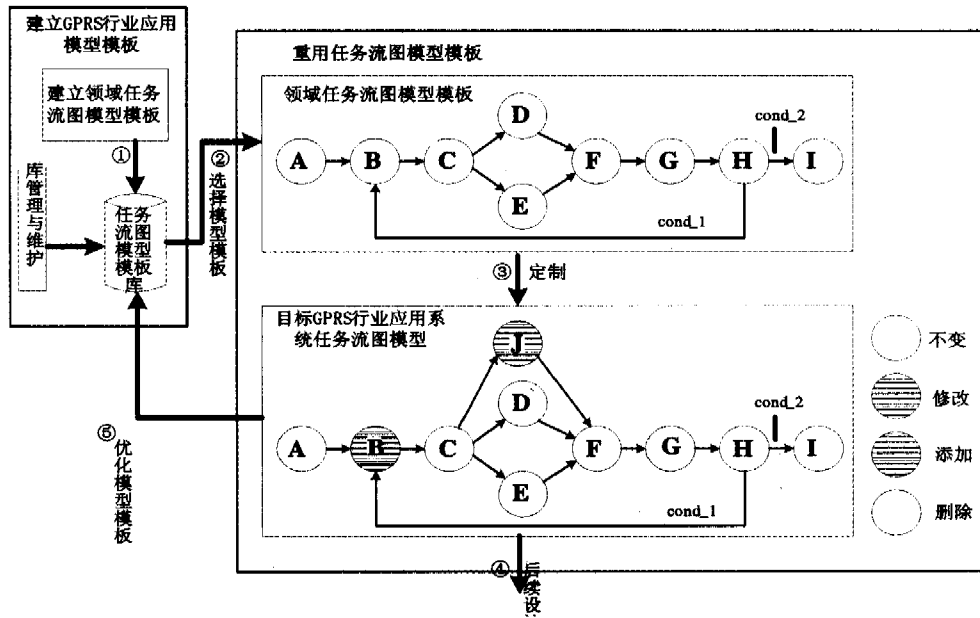 建立GPRS行业应用
模型模板
建立领域任务
流图模型模板
①
库管理与维护
任务
流图
模型
模板
库
②
选择模型模板
重用任务流图模型模板
领域任务流图模型模板
A
B
C
D
E
F
G
H
I
cond_2
cond_1
③ 定制
目标GPRS行业应用系
统任务流图模型
J
A
B
C
D
E
F
G
H
I
cond_2
cond_1
不变
修改
添加
删除
④
后续设
⑤
优化模型模板